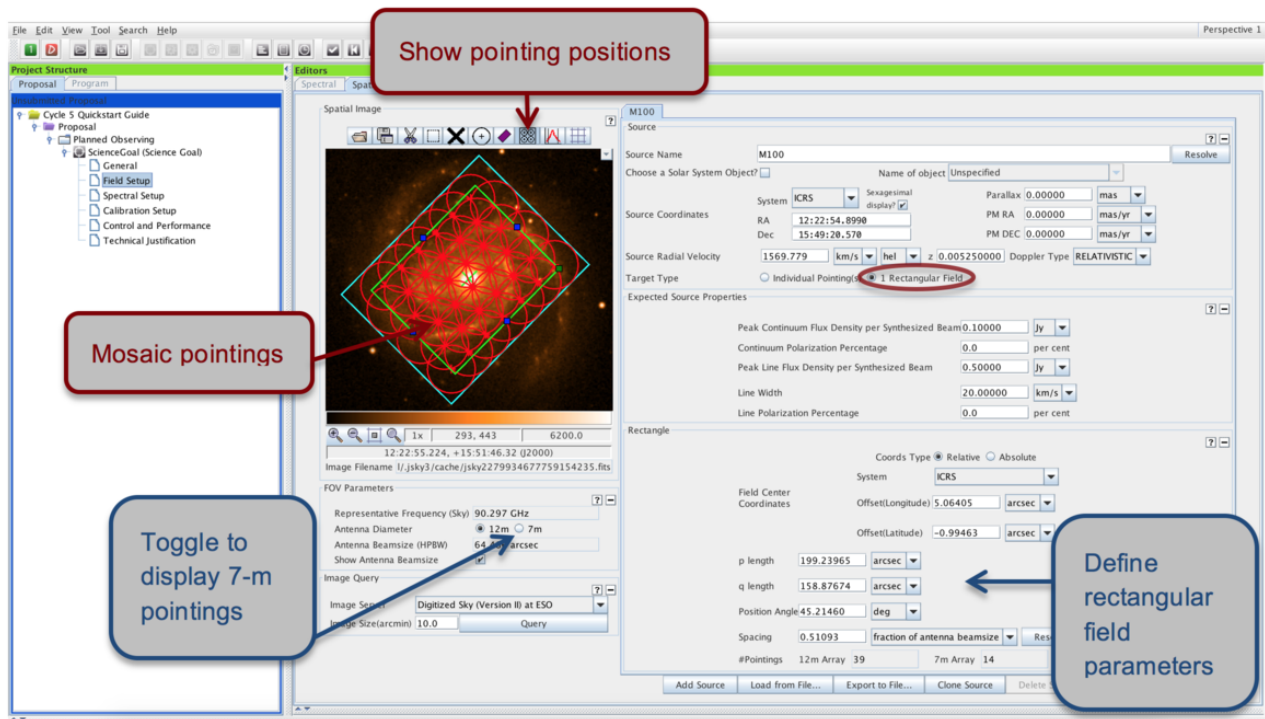 File Edit View Tool Search Help
Perspective 1
Show pointing positions
Project Structure
Proposal Program
Unsubmitted Proposal
Cycle 5 Quickstart Guide
Proposal
Planned Observing
ScienceGoal (Science Goal)
General
Field Setup
Spectral Setup
Calibration Setup
Control and Performance
Technical Justification
Editors
Spectral
Spatial Image
M100
Source
Source Name M100 Resolve
Choose a Solar System Object? Name of object Unspecified
Source Coordinates
System ICRS Sexagesimal display?
Parallax 0.00000 mas
RA 12:22:54.8990
PM RA 0.00000 mas/yr
Dec 15:49:20.570
PM DEC 0.00000 mas/yr
Source Radial Velocity 1569.779 km/s hel z 0.005250000 Doppler Type RELATIVISTIC
Target Type Individual 1 Rectangular Field
Expected Source Properties
Peak Continuum Flux Density per Synthesized Beam 0.10000 Jy
Continuum Polarization Percentage 0.0 per cent
Peak Line Flux Density per Synthesized Beam 0.50000 Jy
Line Width 20.00000 km/s
Line Polarization Percentage 0.0 per cent
Mosaic pointings
1x 293, 443 6200.0
12:22:55.224, +15:51:46.32 (J2000)
Image Filename l/.jsky3/cache/jsky2279934677759154235.fits
FOV Parameters
Representative Frequency (Sky) 90.297 GHz
Antenna Diameter 12m 7m
Antenna Beamsize (HPBW) arcsec
Show Antenna Beamsize
Image Query
Image Digitized Sky (Version II) at ESO
Image Size(arcmin) 10.0 Query
Toggle to
display 7-m
pointings
Rectangle
Coords Type Relative Absolute
System ICRS
Field Center
Coordinates
Offset(Longitude) 5.06405 arcsec
Offset(Latitude) -0.99463 arcsec
p length 199.23965 arcsec
q length 158.87674 arcsec
Position Angle 45.21460 deg
Spacing 0.51093 fraction of antenna beamsize
#Pointings 12m Array 39 7m Array 14
Define
rectangular
field
parameters
Add Source Load from File... Export to File... Clone Source Delete